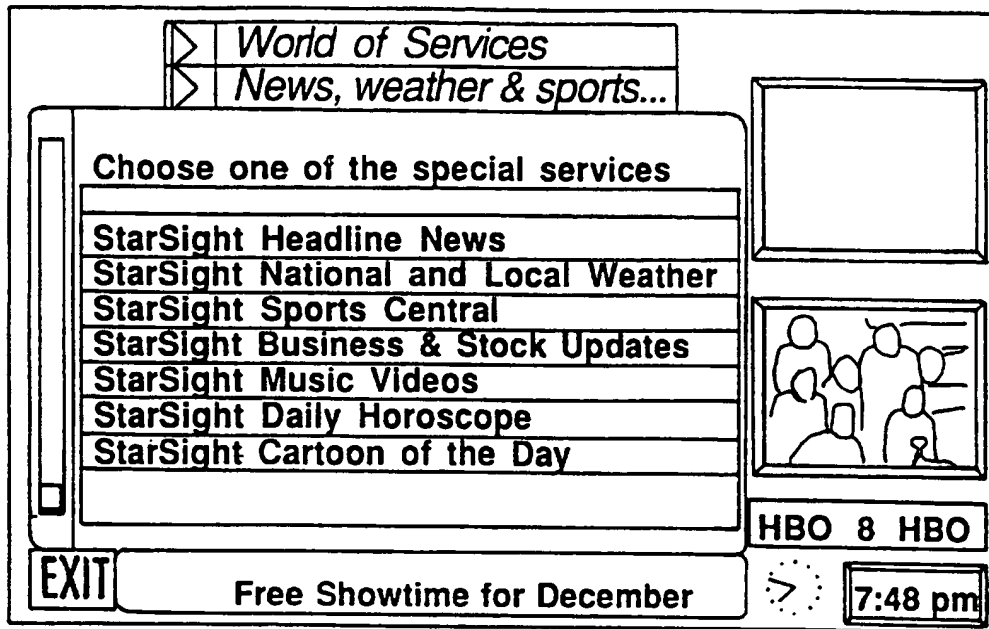 World of Services
News, weather & sports...
Choose one of the special services
StarSight Headline News
StarSight National and Local Weather
StarSight Sports Central
StarSight Business & Stock Updates
StarSight Music Videos
StarSight Daily Horoscope
StarSight Cartoon of the Day
HBO 8 HBO
EXIT
Free Showtime for December
7:48 pm